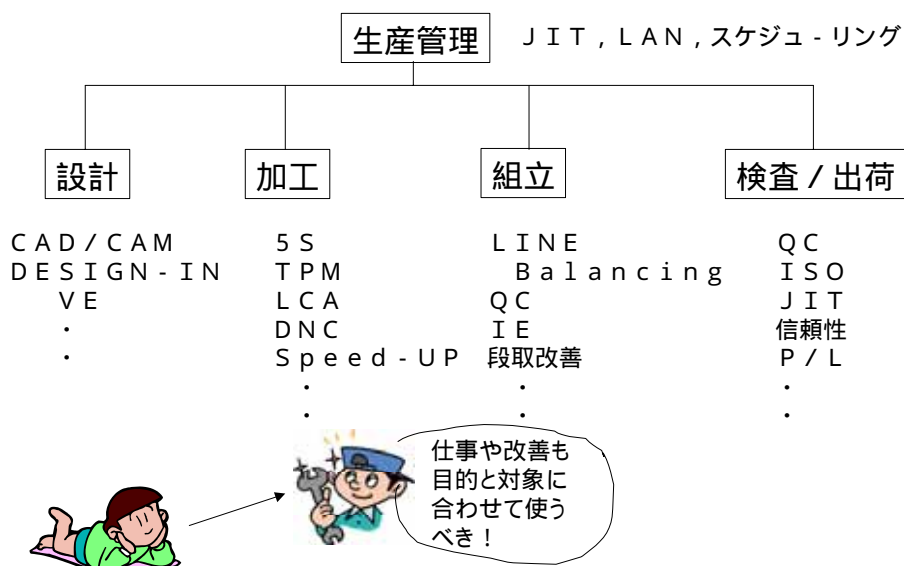 生産管理
ＪＩＴ，ＬＡＮ，スケジュ-リング
設計
加工
組立
検査/出荷
ＣＡＤ/ＣＡＭ
ＤＥＳＩＧＮ-ＩＮ
ＶＥ
・
・
５Ｓ
ＴＰＭ
ＬＣＡ
ＤＮＣ
Ｓｐｅｅｄ-ＵＰ
・
・
ＬＩＮＥ
Ｂａｌａｎｃｉｎｇ
ＱＣ
ＩＥ
段取改善
・
・
ＱＣ
ＩＳＯ
ＪＩＴ
信頼性
Ｐ/Ｌ
・
・
仕事や改善も
目的と対象に
合わせて使う
べき！